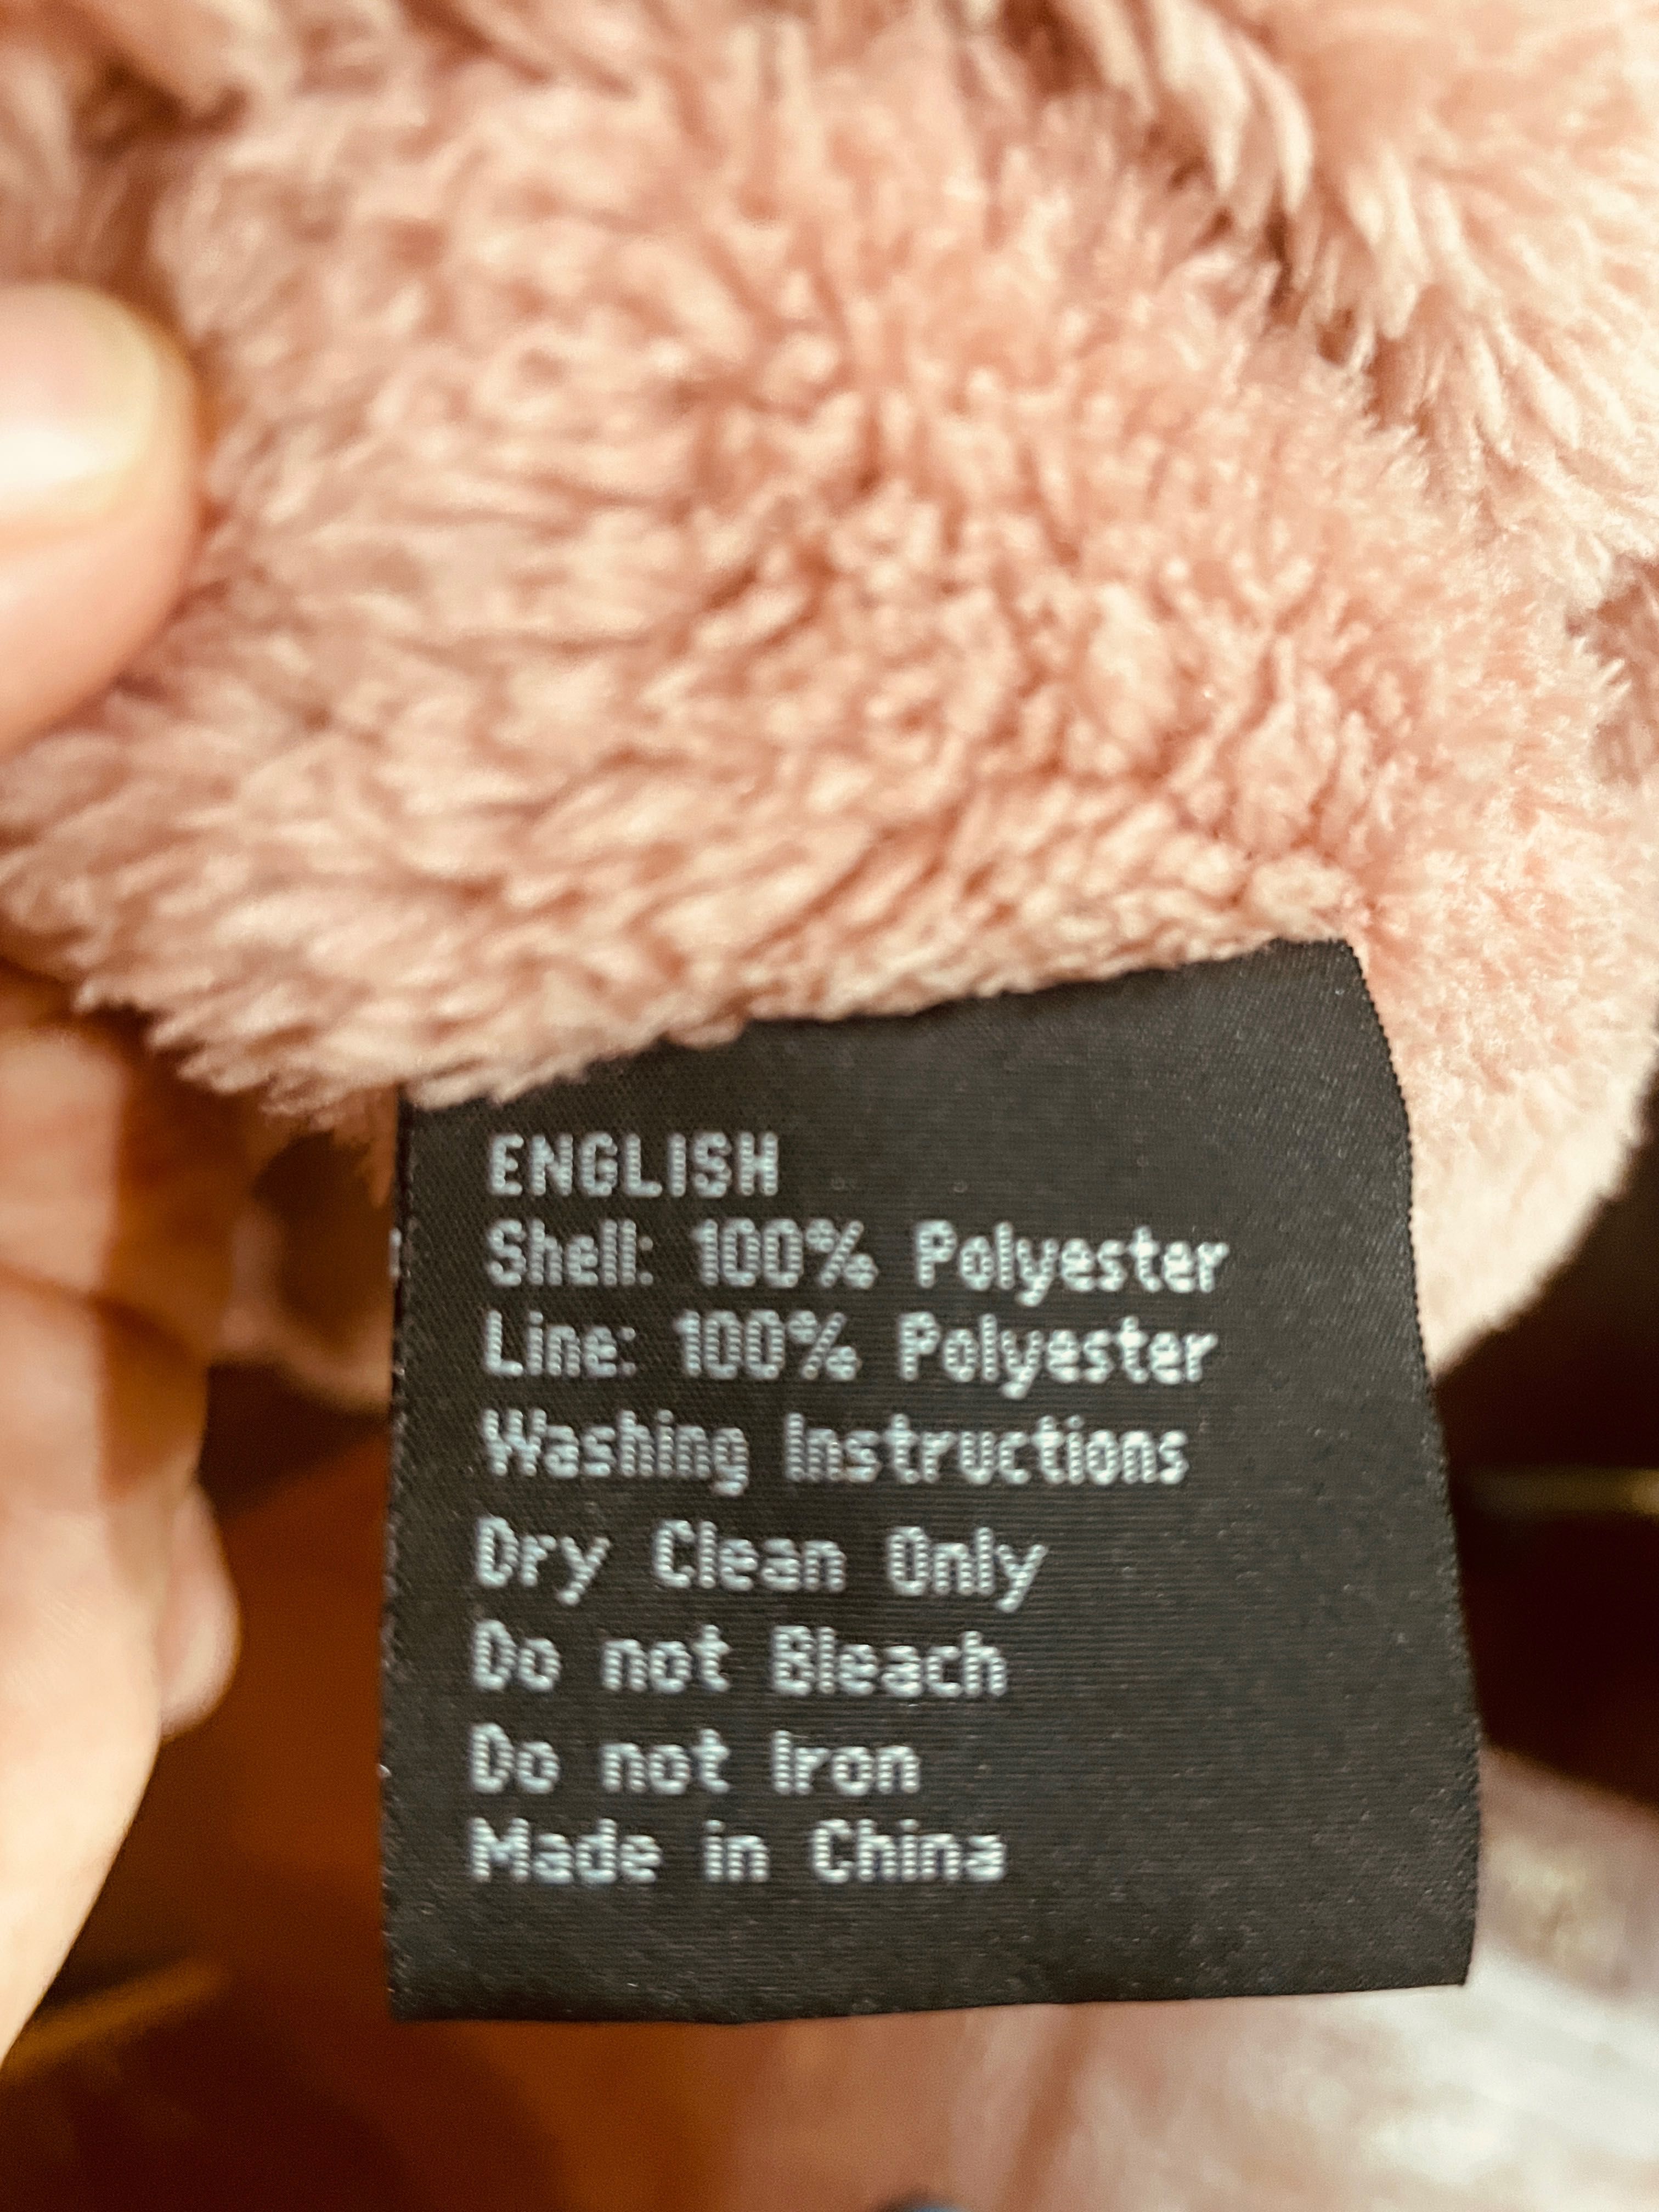 ENGLISH
Shell: 100% Polyester
Line: 100% Polyester
Washing Instructions
Dry Clean Only
Do not Bleach
Do not Iron
Made in China